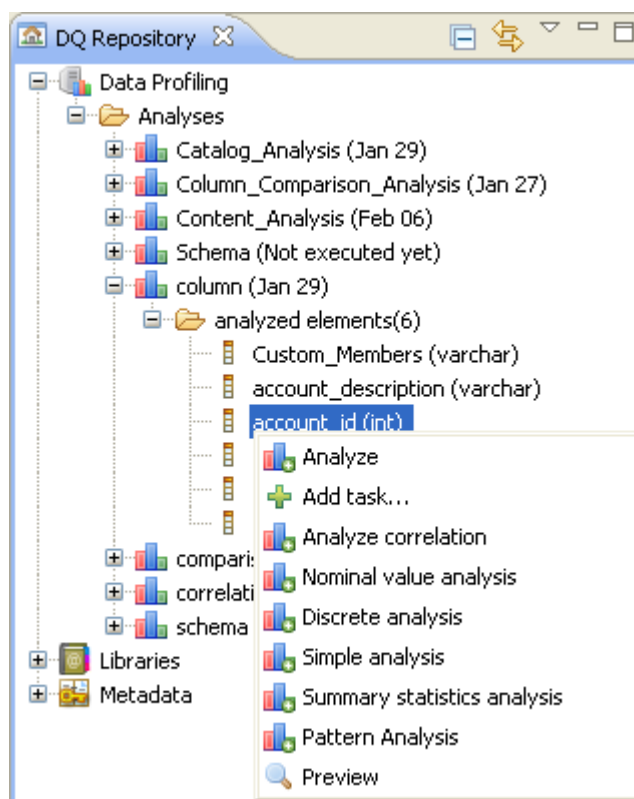 DQ Repository
Data Profiling
Analyses
Catalog_Analysis (Jan 29)
Column_Comparison_Analysis (Jan 27)
Content_Analysis (Feb 06)
Schema (Not executed yet)
column (Jan 29)
analyzed elements(6)
Custom_Members (varchar)
account_description (varchar)
account_id (int)
Analyze
Add task...
Analyze correlation
Nominal value analysis
Discrete analysis
Simple analysis
Summary statistics analysis
Pattern Analysis
Preview
schema
Libraries
Metadata